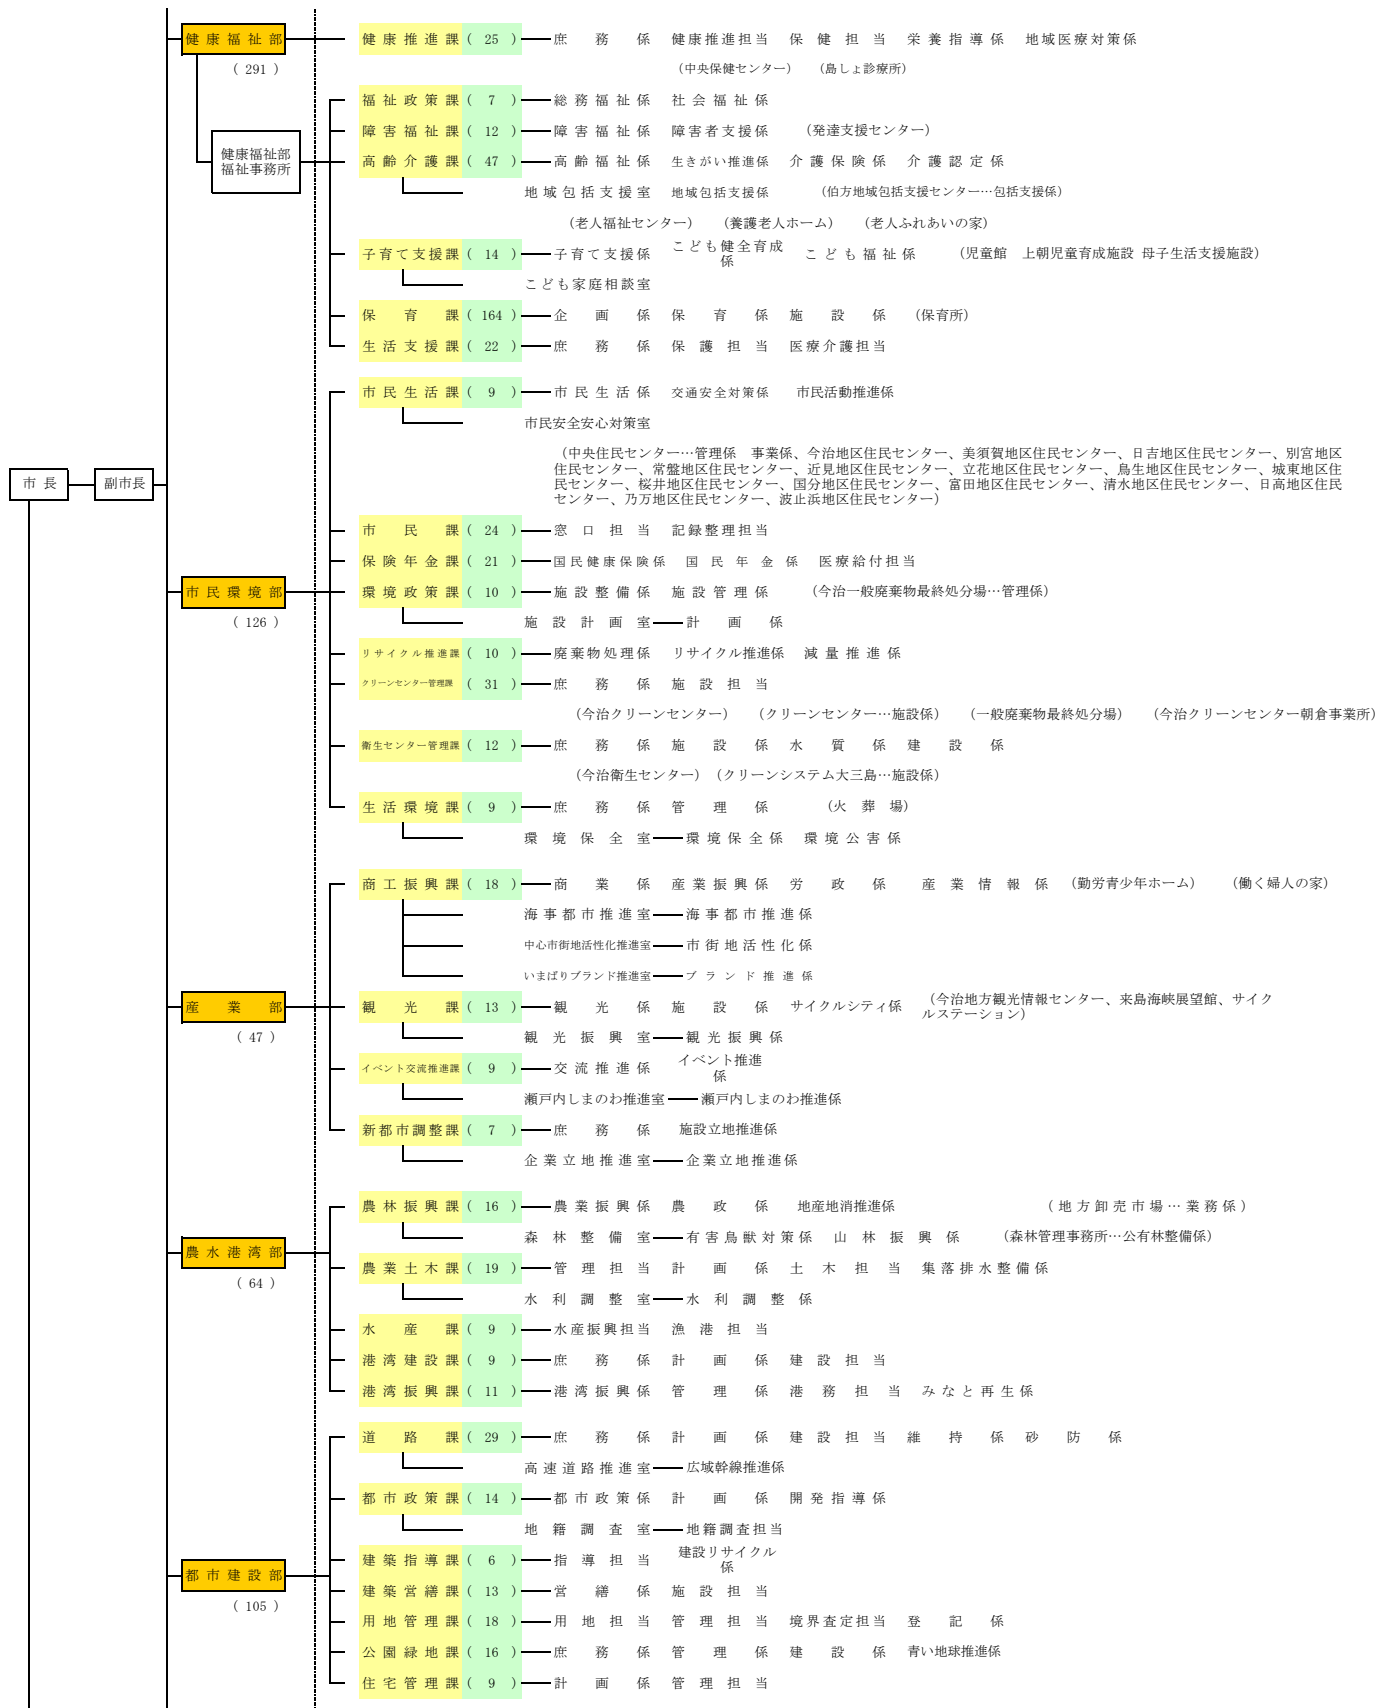 健康福祉部 健康推進課 ( 25 ) 庶務係 健康推進担当 保健担当 栄養指導係 地域医療対策係
( 291 ) （中央保健センター） （島しょ診療所）
福祉政策課 ( 7 ) 総務福祉係 社会福祉係
障害福祉課 ( 12 ) 障害福祉係 障害者支援係 （発達支援センター）
健康福祉部
福祉事務所
高齢介護課 ( 47 ) 高齢福祉係 生きがい推進係 介護保険係 介護認定係
地域包括支援室 地域包括支援係 （伯方地域包括支援センター…包括支援係）
（老人福祉センター） （養護老人ホーム） （老人ふれあいの家）
子育て支援課 ( 14 ) 子育て支援係 こども健全育成係 こども福祉係 （児童館 上朝児童育成施設 母子生活支援施設）
こども家庭相談室
保育課 ( 164 ) 企画係 保育係 施設係 （保育所）
生活支援課 ( 22 ) 庶務係 保護担当 医療介護担当
市民生活課 ( 9 ) 市民生活係 交通安全対策係 市民活動推進係
市民安全安心対策室
（中央住民センター…管理係 事業係、今治地区住民センター、美須賀地区住民センター、日吉地区住民センター、別宮地区
住民センター、常盤地区住民センター、近見地区住民センター、立花地区住民センター、鳥生地区住民センター、城東地区住
民センター、桜井地区住民センター、国分地区住民センター、富田地区住民センター、清水地区住民センター、日高地区住民
センター、乃万地区住民センター、波止浜地区住民センター）
市長 副市長
市民課 ( 24 ) 窓口担当 記録整理担当
保険年金課 ( 21 ) 国民健康保険係 国民年金係 医療給付担当
市民環境部 環境政策課 ( 10 ) 施設整備係 施設管理係 （今治一般廃棄物最終処分場…管理係）
( 126 ) 施設計画室 計画係
リサイクル推進課 ( 10 ) 廃棄物処理係 リサイクル推進係 減量推進係
クリーンセンター管理課 ( 31 ) 庶務係 施設担当
（今治クリーンセンター） （クリーンセンター…施設係） （一般廃棄物最終処分場） （今治クリーンセンター朝倉事業所）
衛生センター管理課 ( 12 ) 庶務係 施設係 水質係 建設係
（今治衛生センター） （クリーンシステム大三島…施設係）
生活環境課 ( 9 ) 庶務係 管理係 （火葬場）
環境保全室 環境保全係 環境公害係
商工振興課 ( 18 ) 商業係 産業振興係 労政係 産業情報係 （勤労青少年ホーム） （働く婦人の家）
海事都市推進室 海事都市推進係
中心市街地活性化推進室 市街地活性化係
いまばりブランド推進室 ブランド推進係
産業部 観光課 ( 13 ) 観光係 施設係 サイクルシティ係 （今治地方観光情報センター、来島海峡展望館、サイク
ルステーション）
( 47 ) 観光振興室 観光振興係
イベント交流推進課 ( 9 ) 交流推進係 イベント推進係
瀬戸内しまのわ推進室 瀬戸内しまのわ推進係
新都市調整課 ( 7 ) 庶務係 施設立地推進係
企業立地推進室 企業立地推進係
農林振興課 ( 16 ) 農業振興係 農政係 地産地消推進係 （地方卸売市場…業務係）
森林整備室 有害鳥獣対策係 山林振興係 （森林管理事務所…公有林整備係）
農水港湾部
農業土木課 ( 19 ) 管理担当 計画係 土木担当 集落排水整備係
( 64 )
水利調整室 水利調整係
水産課 ( 9 ) 水産振興担当 漁港担当
港湾建設課 ( 9 ) 庶務係 計画係 建設担当
港湾振興課 ( 11 ) 港湾振興係 管理係 港務担当 みなと再生係
道路課 ( 29 ) 庶務係 計画係 建設担当 維持係 砂防係
高速道路推進室 広域幹線推進係
都市政策課 ( 14 ) 都市政策係 計画係 開発指導係
地籍調査室 地籍調査担当
建築指導課 ( 6 ) 指導担当 建設リサイクル係
都市建設部
建築営繕課 ( 13 ) 営繕係 施設担当
( 105 )
用地管理課 ( 18 ) 用地担当 管理担当 境界査定担当 登記係
公園緑地課 ( 16 ) 庶務係 管理係 建設係 青い地球推進係
住宅管理課 ( 9 ) 計画係 管理担当